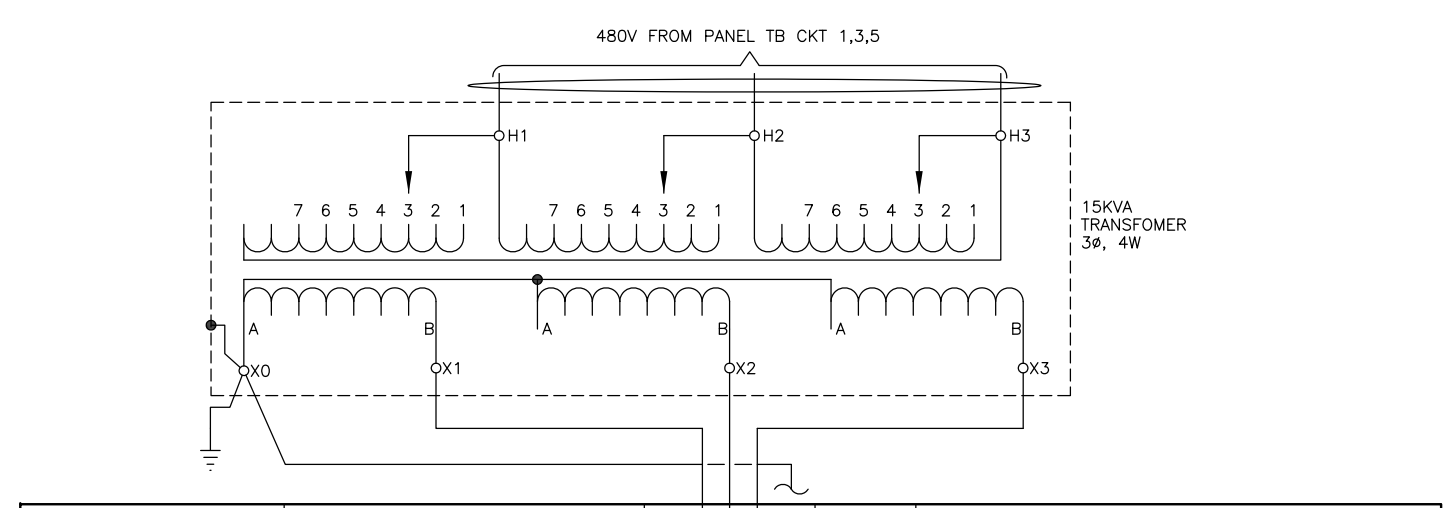 480V FROM PANEL TB CKT 1,3,5
H1 H2 H3
7 6 5 4 3 2 1 7 6 5 4 3 2 1 7 6 5 4 3 2 1
15KVA
TRANSFOMER
3ø, 4W
A B A B A B
X0 X1 X2 X3